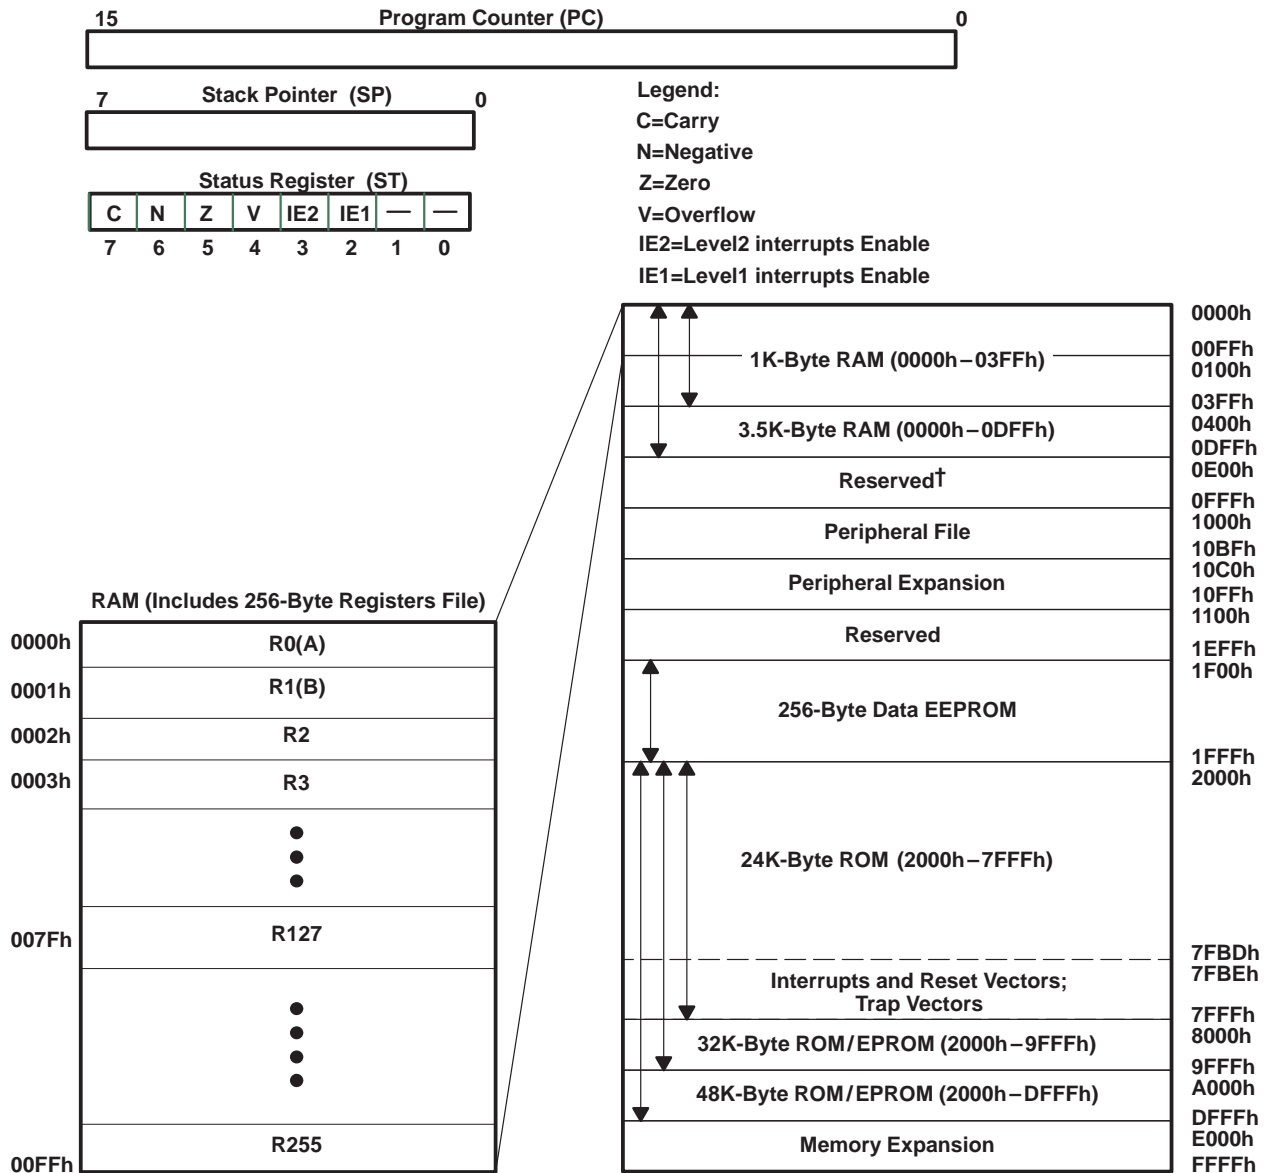 15 Program Counter (PC) 0
7 Stack Pointer (SP) 0
Status Register (ST)
C N Z V IE2 IE1 — —
7 6 5 4 3 2 1 0
Legend:
C=Carry
N=Negative
Z=Zero
V=Overflow
IE2=Level2 interrupts Enable
IE1=Level1 interrupts Enable
RAM (Includes 256-Byte Registers File)
0000h R0(A)
0001h R1(B)
0002h R2
0003h R3
007Fh R127
R255
00FFh
0000h
1K-Byte RAM (0000h–03FFh)
00FFh
0100h
03FFh
0400h
3.5K-Byte RAM (0000h–0DFFh)
0DFFh
0E00h
Reserved†
0FFFh
1000h
Peripheral File
10BFh
10C0h
Peripheral Expansion
10FFh
1100h
Reserved
1EFFh
1F00h
256-Byte Data EEPROM
1FFFh
2000h
24K-Byte ROM (2000h–7FFFh)
7FBDh
7FBEh
Interrupts and Reset Vectors;
Trap Vectors
7FFFh
8000h
32K-Byte ROM/EPROM (2000h–9FFFh)
9FFFh
A000h
48K-Byte ROM/EPROM (2000h–DFFFh)
DFFFh
E000h
Memory Expansion
FFFFh